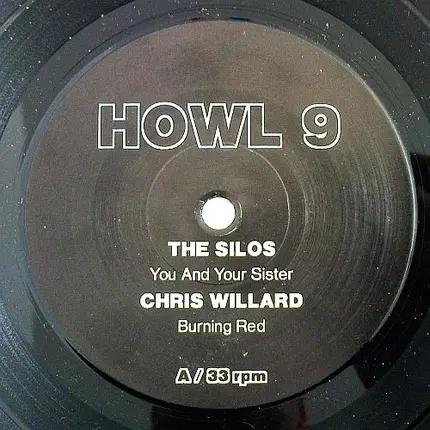 HOWL 9
THE SILOS
You And Your Sister
CHRIS WILLARD
Burning Red
A/33 rpm